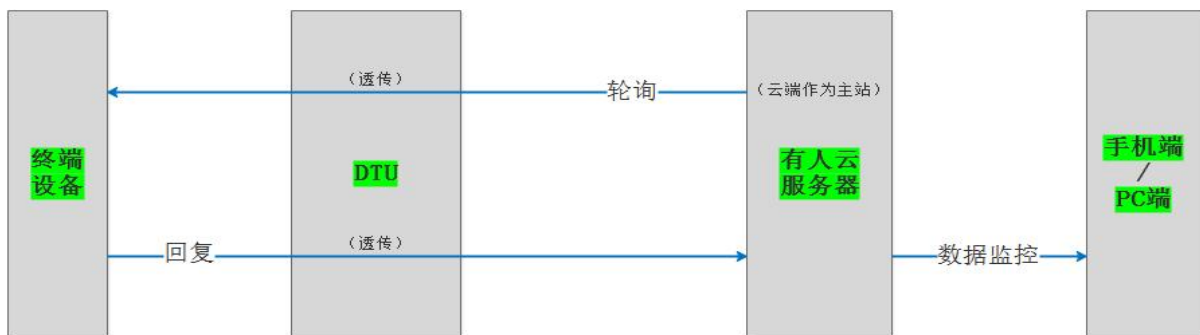 （透传）
轮询
（云端作为主站）
终端
设备
DTU
有人云
服务器
手机端
/
PC端
回复
（透传）
数据监控